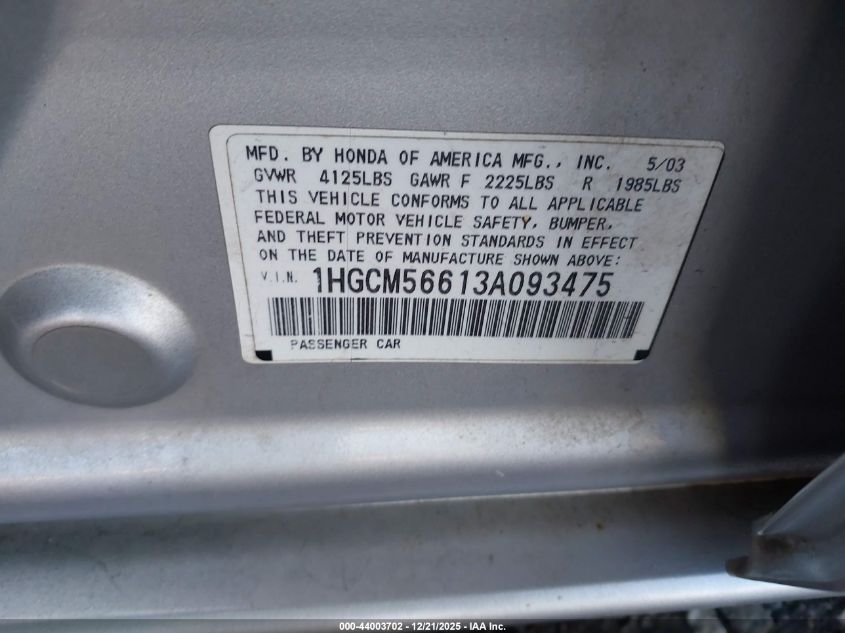 MFD. BY HONDA OF AMERICA MFG., INC. 5/03
GVWR 4125LBS GAWR F 2225LBS R 1985LBS
THIS VEHICLE CONFORMS TO ALL APPLICABLE
FEDERAL MOTOR VEHICLE SAFETY, BUMPER,
AND THEFT PREVENTION STANDARDS IN EFFECT
ON THE DATE OF MANUFACTURE SHOWN ABOVE:
V.I.N. 1HGCM56613A093475
PASSENGER CAR
000-44003702 - 12/21/2025 - IAA Inc.